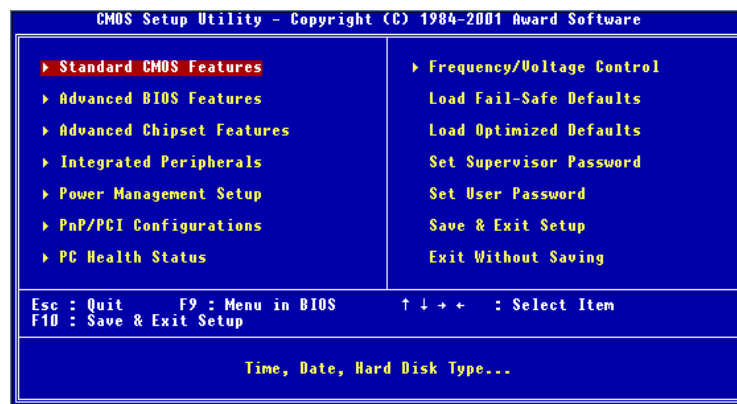 CMOS Setup Utility - Copyright (C) 1984-2001 Award Software
▸ Standard CMOS Features
▸ Advanced BIOS Features
▸ Advanced Chipset Features
▸ Integrated Peripherals
▸ Power Management Setup
▸ PnP/PCI Configurations
▸ PC Health Status
▸ Frequency/Voltage Control
Load Fail-Safe Defaults
Load Optimized Defaults
Set Supervisor Password
Set User Password
Save & Exit Setup
Exit Without Saving
Esc : Quit F9 : Menu in BIOS ↑ ↓ → ← : Select Item
F10 : Save & Exit Setup
Time, Date, Hard Disk Type...